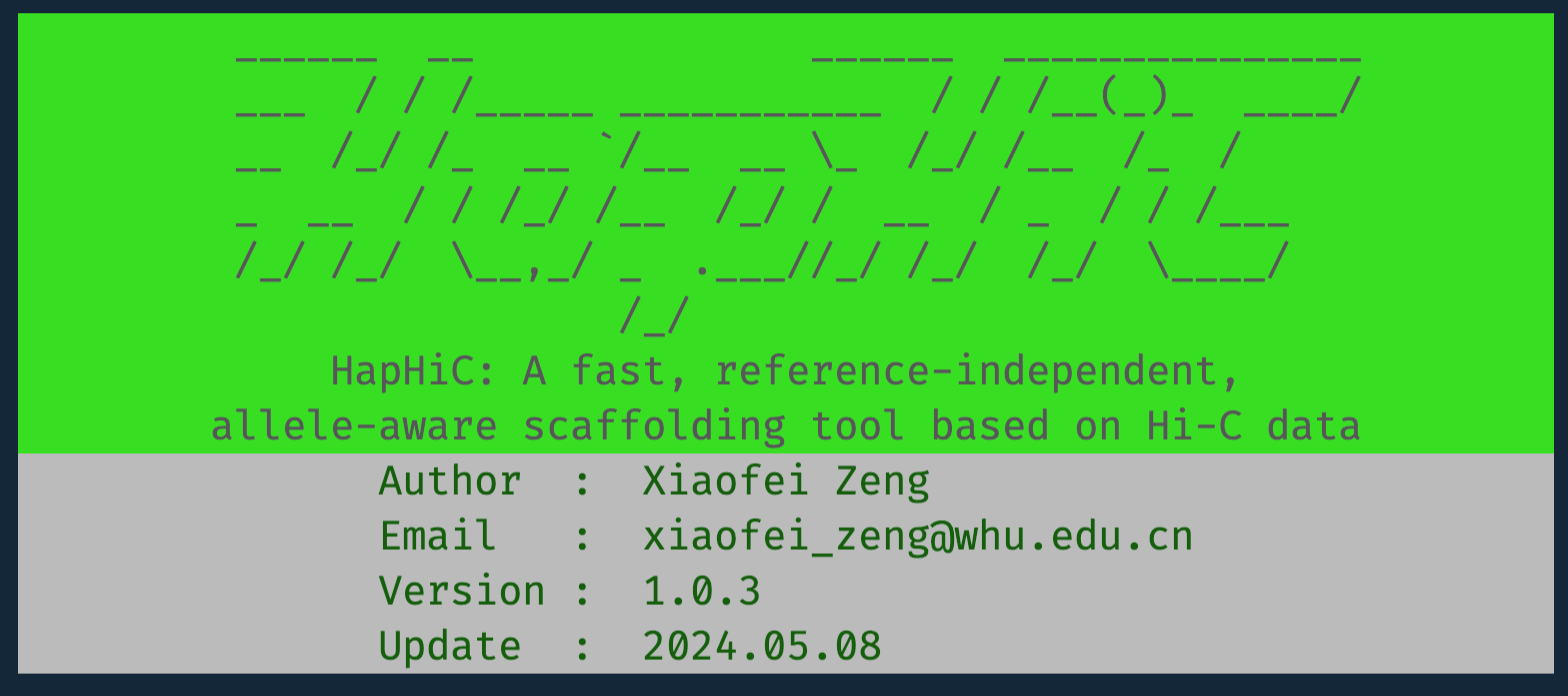 HapHiC
HapHiC: A fast, reference-independent,
allele-aware scaffolding tool based on Hi-C data
Author  :  Xiaofei Zeng
Email   :  xiaofei_zeng@whu.edu.cn
Version :  1.0.3
Update  :  2024.05.08